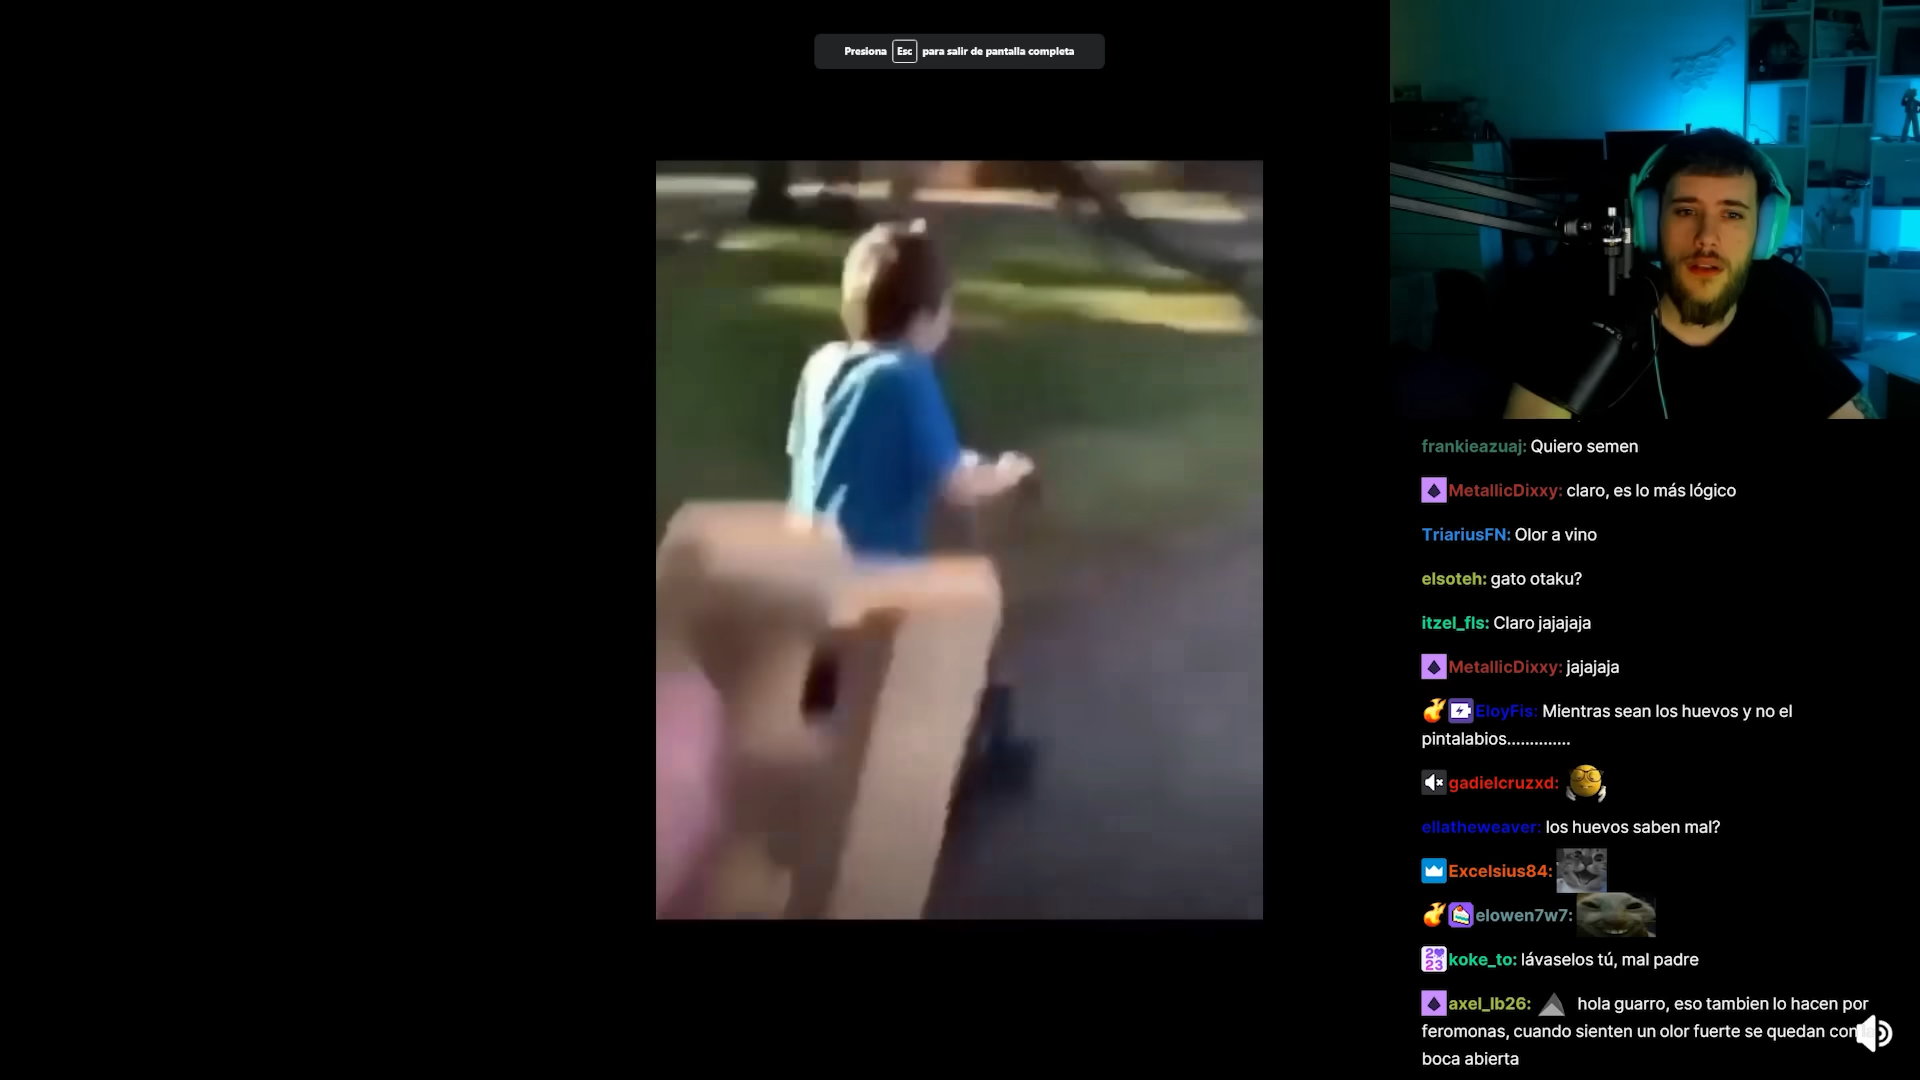 Presiona Esc para salir de pantalla completa
frankieazuaj: Quiero semen
MetallicDixxy: claro, es lo más lógico
TriariusFN: Olor a vino
elsoteh: gato otaku?
itzel_fls: Claro jajajaja
MetallicDixxy: jajajaja
EloyFis: Mientras sean los huevos y no el
pintalabios..............
gadielcruzxd:
ellatheweaver: los huevos saben mal?
Excelsius84:
elowen7w7:
2023 koke_to: lávaselos tú, mal padre
axel_lb26: hola guarro, eso tambien lo hacen por
feromonas, cuando sienten un olor fuerte se quedan con
boca abierta